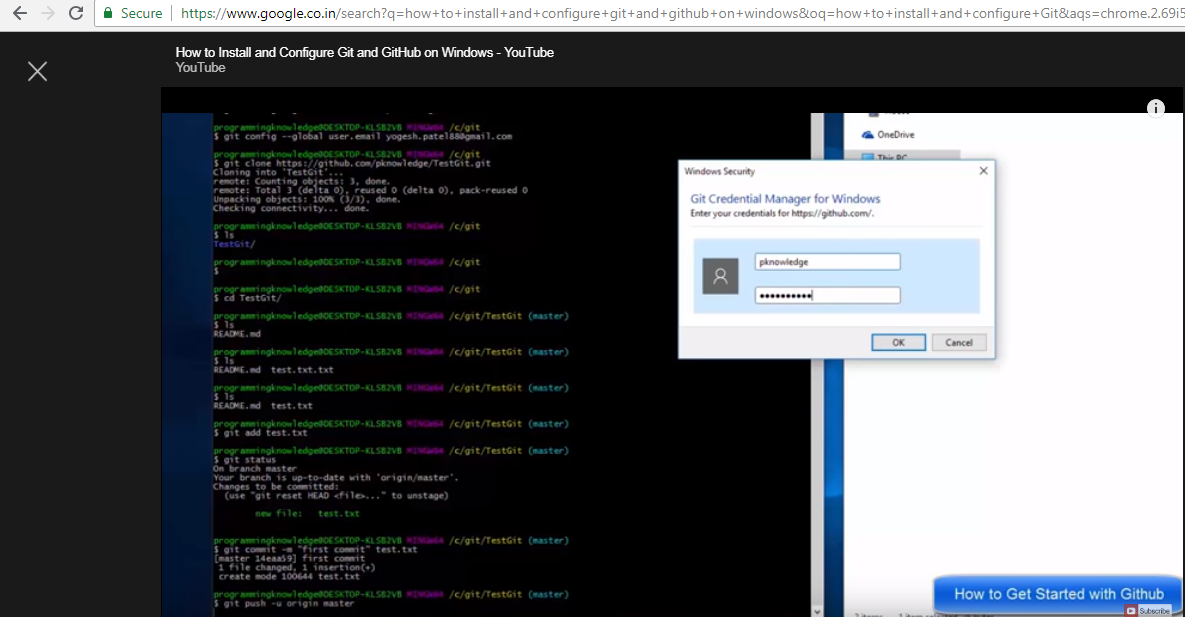 Secure https://www.google.co.in/search?q=how+to+install+and+configure+git+and+github+on+windows&oq=how+to+install+and+configure+Git&aqs=chrome.2.69i5
How to Install and Configure Git and GitHub on Windows - YouTube
YouTube
programmingknowledge@DESKTOP-KLSB2VB MINGW64 /c/git
$ git config --global user.email yogesh.patel88@gmail.com
programmingknowledge@DESKTOP-KLSB2VB MINGW64 /c/git
$ git clone https://github.com/pknowledge/TestGit.git
Cloning into 'TestGit'...
remote: Counting objects: 3, done.
remote: Total 3 (delta 0), reused 0 (delta 0), pack-reused 0
Unpacking objects: 100% (3/3), done.
Checking connectivity... done.
programmingknowledge@DESKTOP-KLSB2VB MINGW64 /c/git
$ ls
TestGit/
programmingknowledge@DESKTOP-KLSB2VB MINGW64 /c/git
$
programmingknowledge@DESKTOP-KLSB2VB MINGW64 /c/git
$ cd TestGit/
programmingknowledge@DESKTOP-KLSB2VB MINGW64 /c/git/TestGit (master)
$ ls
README.md
programmingknowledge@DESKTOP-KLSB2VB MINGW64 /c/git/TestGit (master)
$ ls
README.md test.txt.txt
programmingknowledge@DESKTOP-KLSB2VB MINGW64 /c/git/TestGit (master)
$ ls
README.md test.txt
programmingknowledge@DESKTOP-KLSB2VB MINGW64 /c/git/TestGit (master)
$ git add test.txt
programmingknowledge@DESKTOP-KLSB2VB MINGW64 /c/git/TestGit (master)
$ git status
On branch master
Your branch is up-to-date with 'origin/master'.
Changes to be committed:
(use "git reset HEAD <file>..." to unstage)
new file: test.txt
programmingknowledge@DESKTOP-KLSB2VB MINGW64 /c/git/TestGit (master)
$ git commit -m "first commit" test.txt
[master 14eaa59] first commit
1 file changed, 1 insertion(+)
create mode 100644 test.txt
programmingknowledge@DESKTOP-KLSB2VB MINGW64 /c/git/TestGit (master)
$ git push -u origin master
OneDrive
This PC
Windows Security
Git Credential Manager for Windows
Enter your credentials for https://github.com/.
pknowledge
●●●●●●●●●●
OK Cancel
How to Get Started with Github
Subscribe